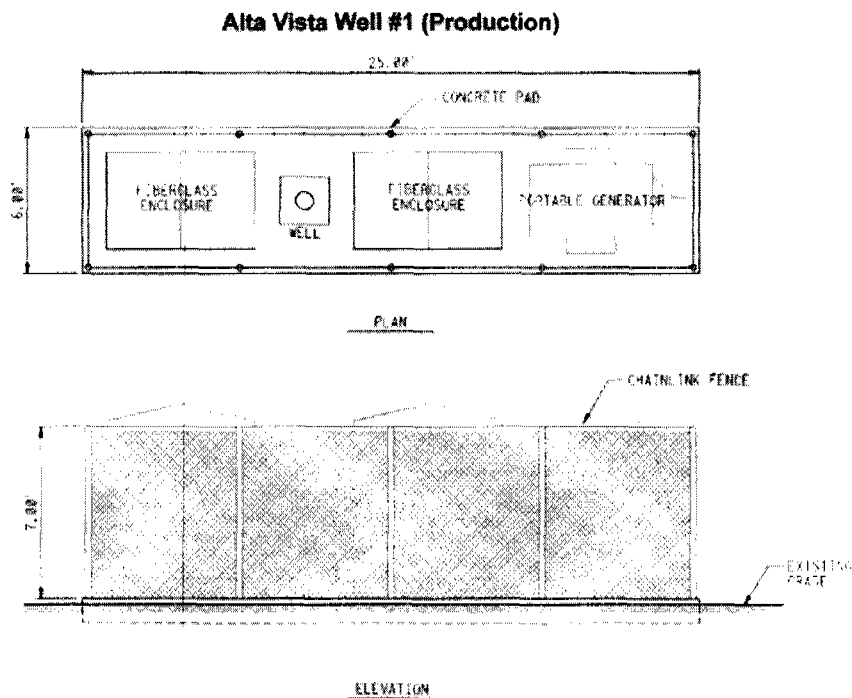 Alta Vista Well #1 (Production)
25.00'
CONCRETE PAD
6.00'
FIBERGLASS
ENCLOSURE
WELL
FIBERGLASS
ENCLOSURE
PORTABLE GENERATOR
PLAN
CHAINLINK FENCE
7.00'
EXISTING
GRADE
ELEVATION